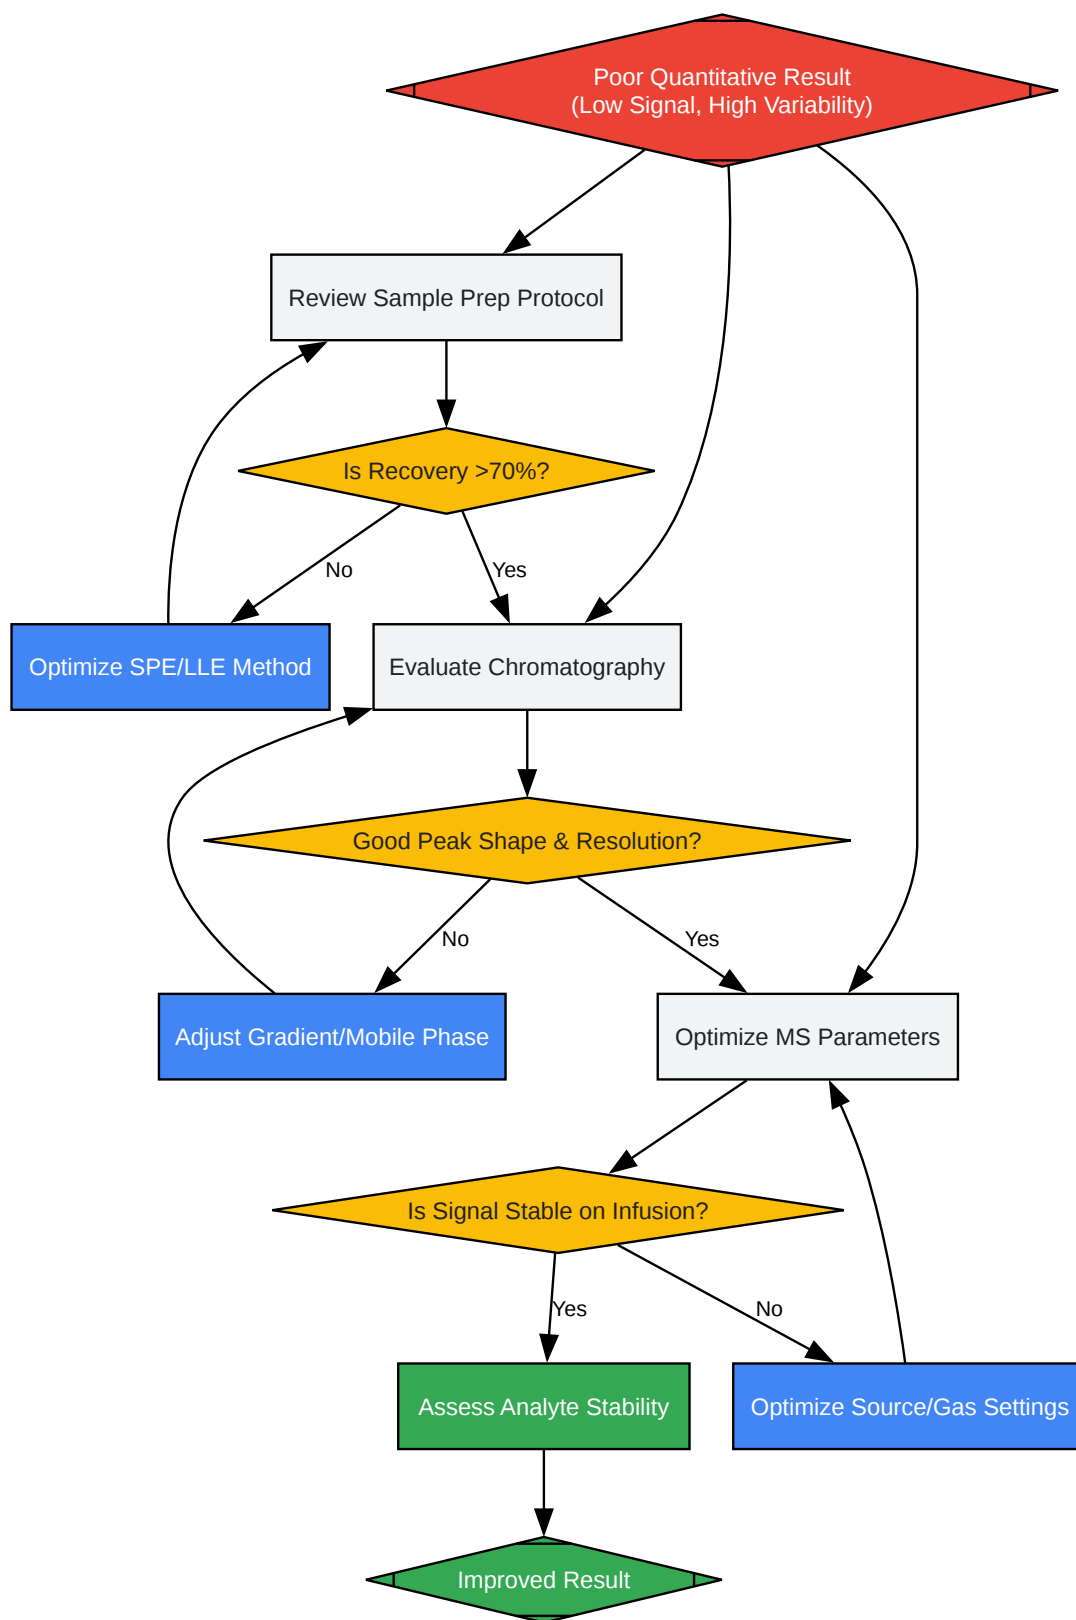 Poor Quantitative Result
(Low Signal, High Variability)
Review Sample Prep Protocol
Is Recovery >70%?
No
Yes
Optimize SPE/LLE Method
Evaluate Chromatography
Good Peak Shape & Resolution?
No
Yes
Adjust Gradient/Mobile Phase
Optimize MS Parameters
Is Signal Stable on Infusion?
Yes
No
Assess Analyte Stability
Optimize Source/Gas Settings
Improved Result